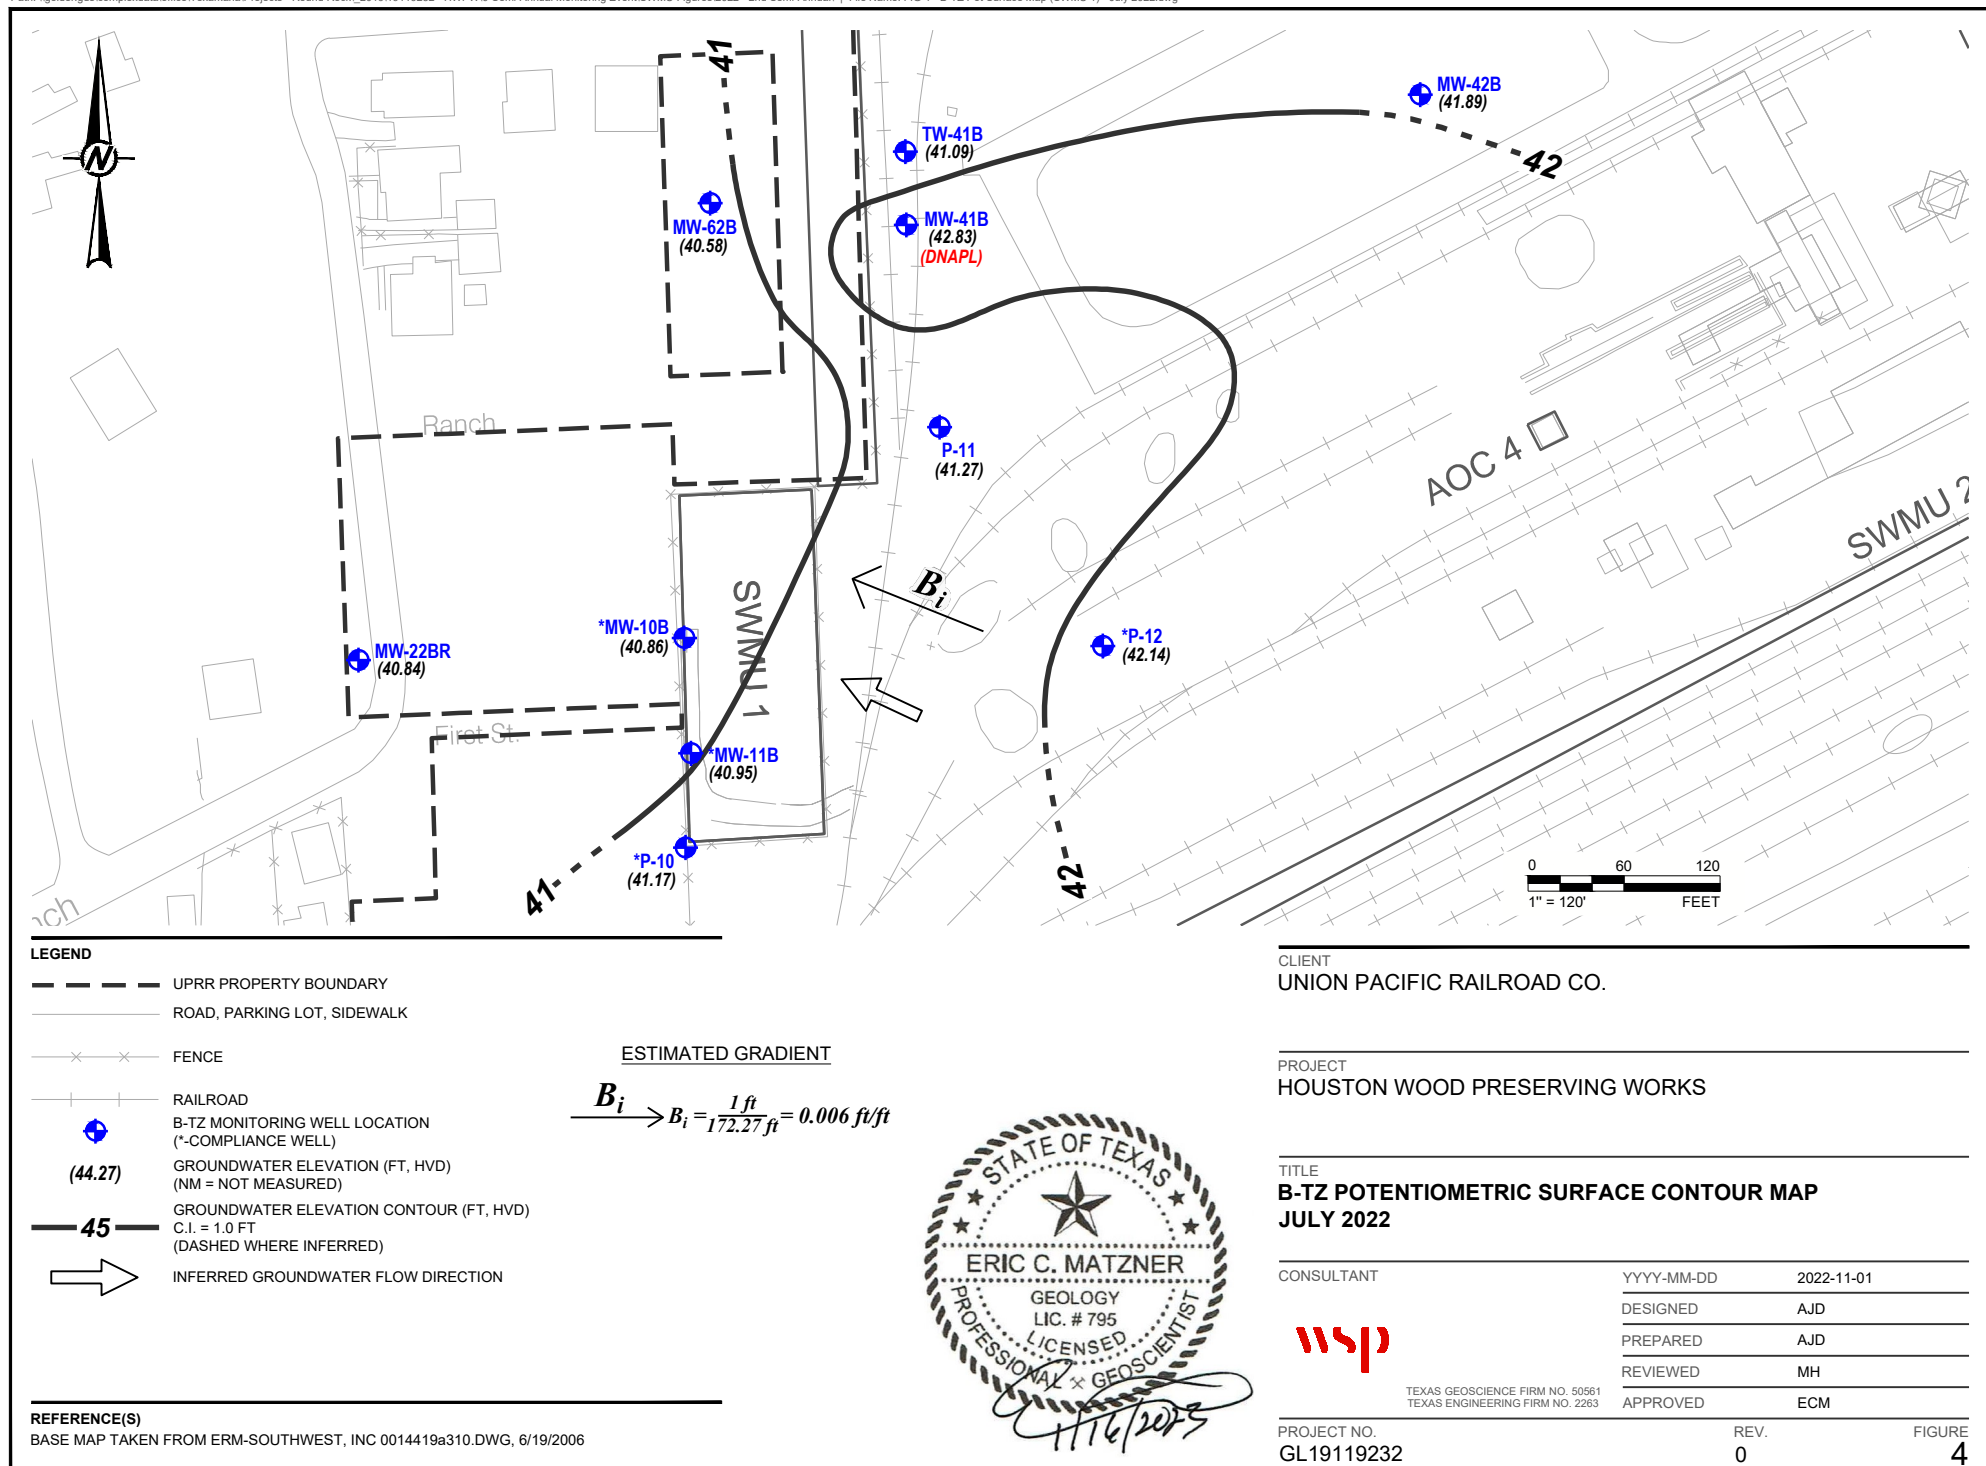 41
MW-42B
(41.89)
TW-41B
(41.09)
42
N
MW-62B
(40.58)
MW-41B
(42.83)
(DNAPL)
Ranch
P-11
(41.27)
AOC 4
SWMU 2
Bi
SWMU 1
*MW-10B
(40.86)
*P-12
(42.14)
MW-22BR
(40.84)
First St.
*MW-11B
(40.95)
*P-10
(41.17)
41
42
0 60 120
1" = 120' FEET
LEGEND
UPRR PROPERTY BOUNDARY
ROAD, PARKING LOT, SIDEWALK
FENCE
RAILROAD
B-TZ MONITORING WELL LOCATION
(*-COMPLIANCE WELL)
(44.27)
GROUNDWATER ELEVATION (FT, HVD)
(NM = NOT MEASURED)
45
GROUNDWATER ELEVATION CONTOUR (FT, HVD)
C.I. = 1.0 FT
(DASHED WHERE INFERRED)
INFERRED GROUNDWATER FLOW DIRECTION
ESTIMATED GRADIENT
Bi
Bi = 1 ft / 172.27 ft = 0.006 ft/ft
STATE OF TEXAS
ERIC C. MATZNER
GEOLOGY
LIC. # 795
LICENSED
PROFESSIONAL GEOSCIENTIST
1/16/2023
REFERENCE(S)
BASE MAP TAKEN FROM ERM-SOUTHWEST, INC 0014419a310.DWG, 6/19/2006
CLIENT
UNION PACIFIC RAILROAD CO.
PROJECT
HOUSTON WOOD PRESERVING WORKS
TITLE
B-TZ POTENTIOMETRIC SURFACE CONTOUR MAP
JULY 2022
CONSULTANT
wsp
TEXAS GEOSCIENCE FIRM NO. 50561
TEXAS ENGINEERING FIRM NO. 2263
YYYY-MM-DD 2022-11-01
DESIGNED AJD
PREPARED AJD
REVIEWED MH
APPROVED ECM
PROJECT NO.
GL19119232
REV.
0
FIGURE
4